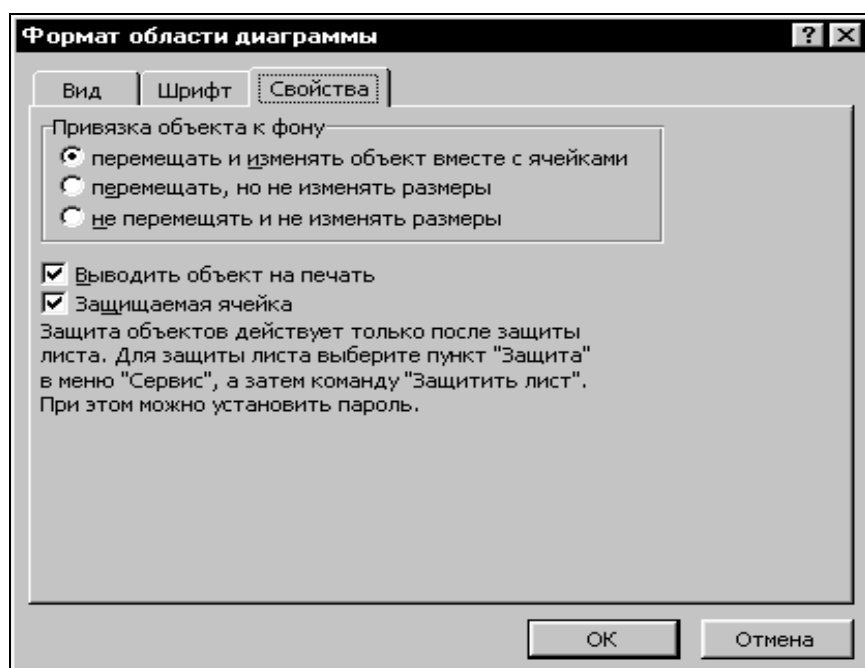 Формат области диаграммы
Вид
Шрифт
Свойства
Привязка объекта к фону
перемещать и изменять объект вместе с ячейками
перемещать, но не изменять размеры
не перемещять и не изменять размеры
Выводить объект на печать
Защищаемая ячейка
Защита объектов действует только после защиты
листа. Для защиты листа выберите пункт "Защита"
в меню "Сервис", а затем команду "Защитить лист".
При этом можно установить пароль.
ОК
Отмена